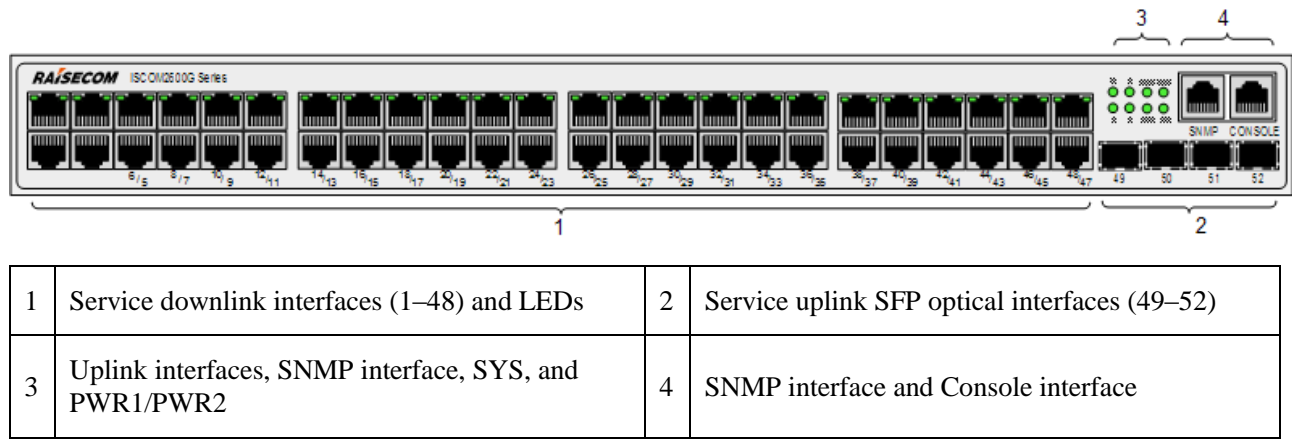 3 4
RAISECOM ISCOM2600G Series
SNMP CONSOLE
6/5 8/7 10/9 12/11 14/13 16/15 18/17 20/19 22/21 24/23 26/25 28/27 30/29 32/31 34/33 36/35 38/37 40/39 42/41 44/43 46/45 48/47 49 50 51 52
1 2
1 Service downlink interfaces (1–48) and LEDs 2 Service uplink SFP optical interfaces (49–52)
3 Uplink interfaces, SNMP interface, SYS, and
PWR1/PWR2
4 SNMP interface and Console interface